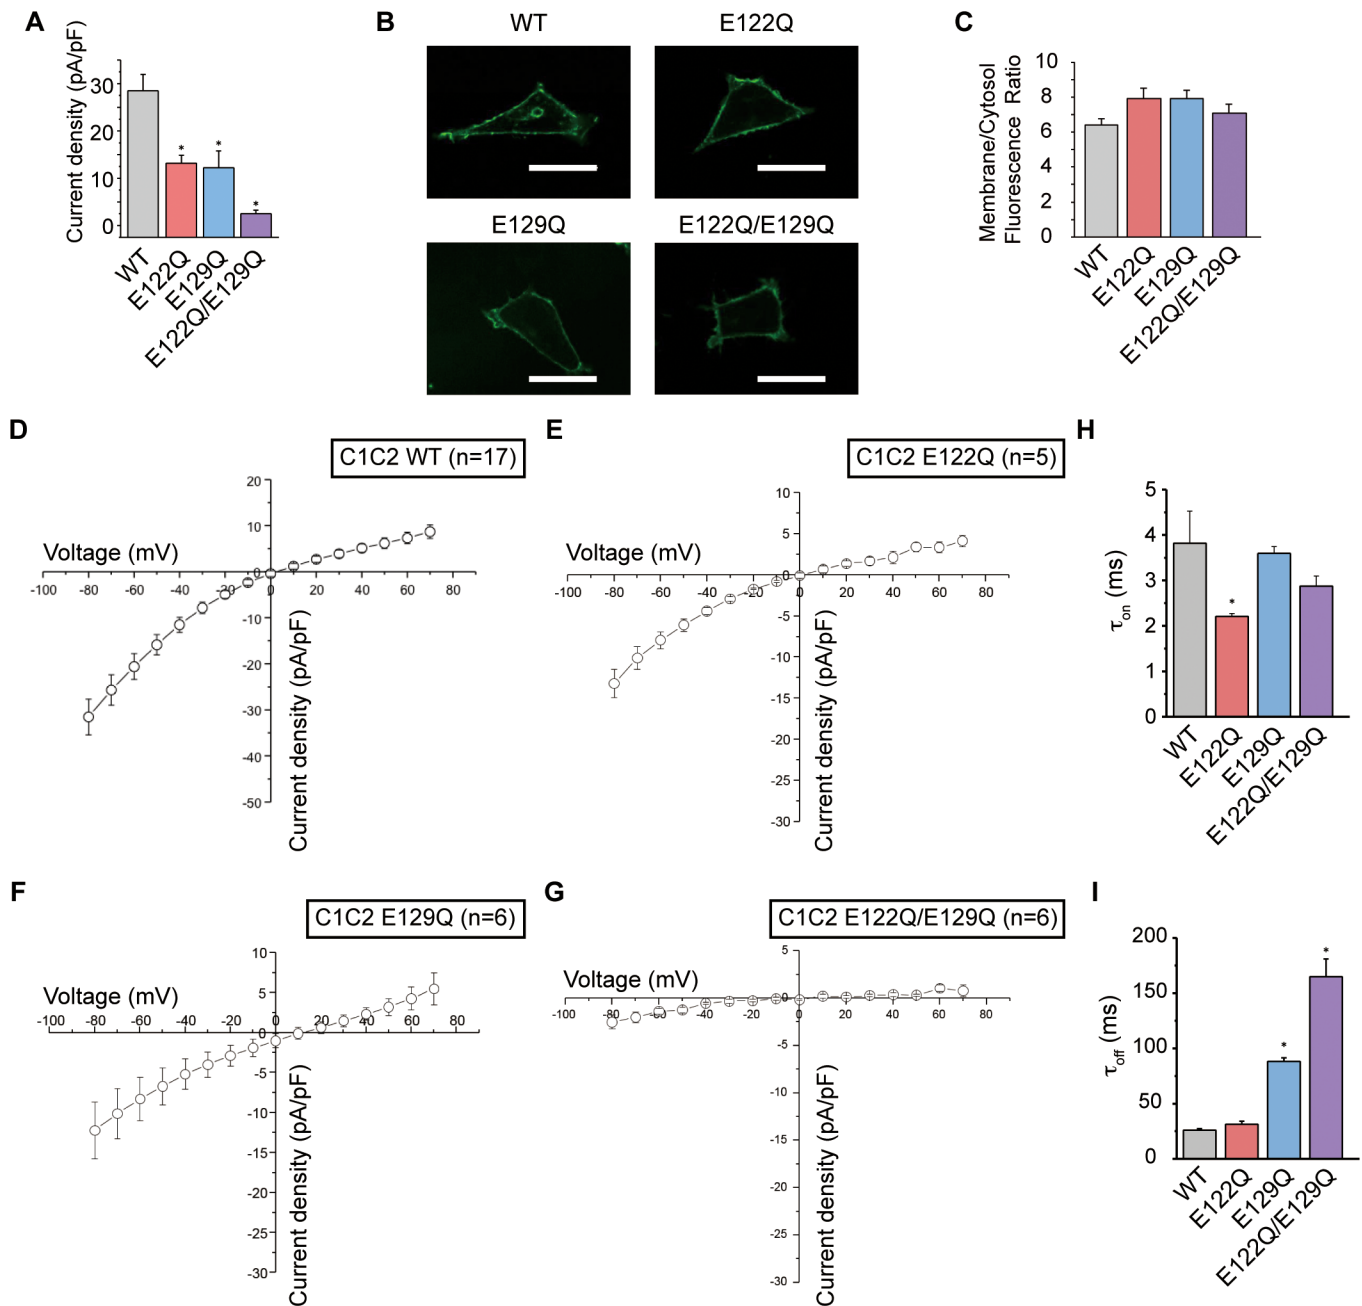 A
Current density (pA/pF)
30
20
10
0
*
*
*
WT
E122Q
E129Q
E122Q/E129Q
B
WT
E122Q
E129Q
E122Q/E129Q
C
Membrane/Cytosol
Fluorescence Ratio
10
8
6
4
2
0
WT
E122Q
E129Q
E122Q/E129Q
D
C1C2 WT (n=17)
Voltage (mV)
Current density (pA/pF)
20
10
0
-10
-20
-30
-40
-50
-100 -80 -60 -40 -20 0 20 40 60 80
E
C1C2 E122Q (n=5)
Voltage (mV)
Current density (pA/pF)
10
5
0
-5
-10
-15
-20
-25
-30
-100 -80 -60 -40 -20 0 20 40 60 80
H
τon (ms)
5
4
3
2
1
0
*
WT
E122Q
E129Q
E122Q/E129Q
F
C1C2 E129Q (n=6)
Voltage (mV)
Current density (pA/pF)
10
5
0
-5
-10
-15
-20
-25
-30
-100 -80 -60 -40 -20 0 20 40 60 80
G
C1C2 E122Q/E129Q (n=6)
Voltage (mV)
Current density (pA/pF)
5
0
-5
-10
-15
-20
-25
-30
-100 -80 -60 -40 -20 0 20 40 60 80
I
τoff (ms)
200
150
100
50
0
*
*
WT
E122Q
E129Q
E122Q/E129Q